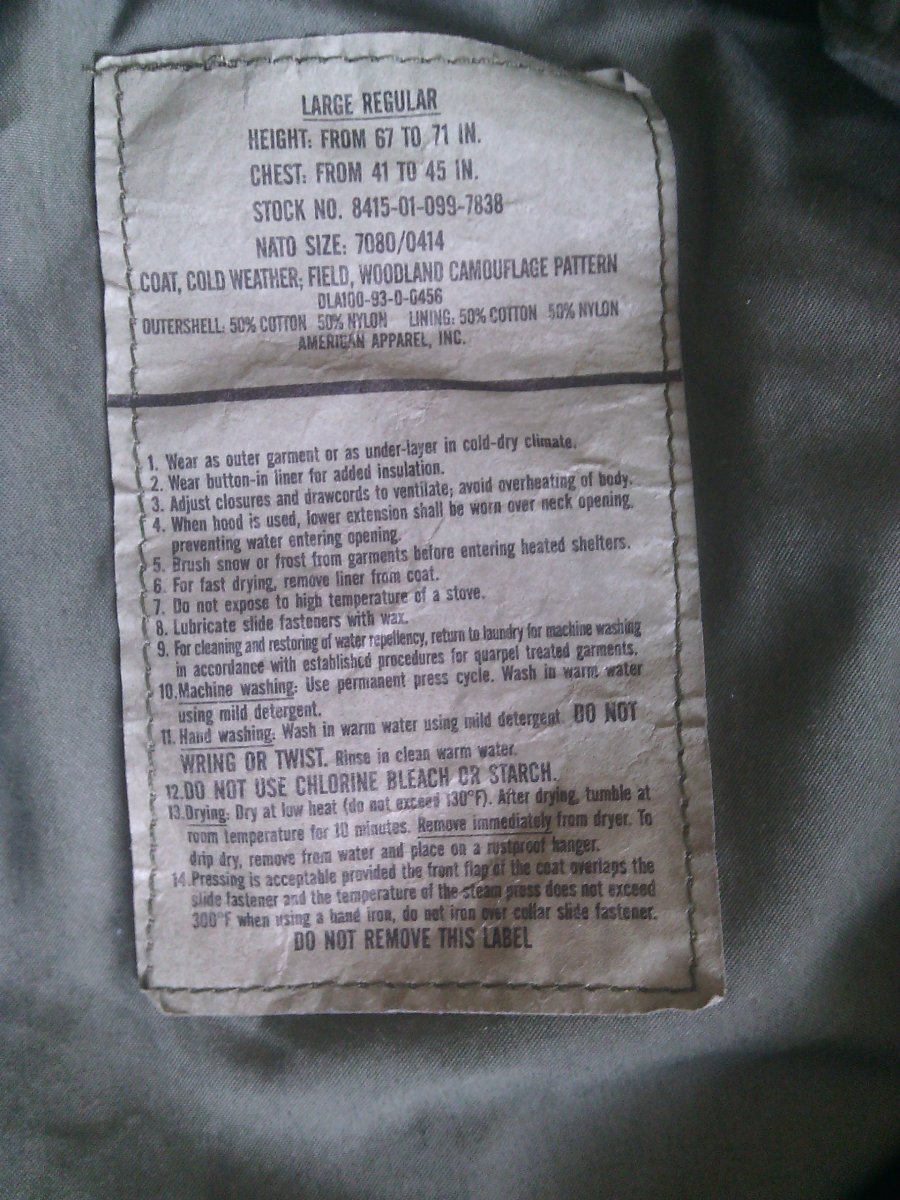 LARGE REGULAR
HEIGHT: FROM 67 TO 71 IN.
CHEST: FROM 41 TO 45 IN.
STOCK NO. 8415-01-099-7838
NATO SIZE: 7080/0414
COAT, COLD WEATHER; FIELD, WOODLAND CAMOUFLAGE PATTERN
DLA100-93-D-0456
OUTERSHELL: 50% COTTON 50% NYLON LINING: 50% COTTON 50% NYLON
AMERICAN APPAREL, INC.
1. Wear as outer garment or as under-layer in cold-dry climate.
2. Wear button-in liner for added insulation.
3. Adjust closures and drawcords to ventilate; avoid overheating of body.
4. When hood is used, lower extension shall be worn over neck opening,
preventing water entering opening.
5. Brush snow or frost from garments before entering heated shelters.
6. For fast drying, remove liner from coat.
7. Do not expose to high temperature of a stove.
8. Lubricate slide fasteners with wax.
9. For cleaning and restoring of water repellency, return to laundry for machine washing
in accordance with established procedures for quarpel treated garments.
10. Machine washing: Use permanent press cycle. Wash in warm water
using mild detergent.
11. Hand washing: Wash in warm water using mild detergent. DO NOT
WRING OR TWIST. Rinse in clean warm water.
12. DO NOT USE CHLORINE BLEACH OR STARCH.
13. Drying: Dry at low heat (do not exceed 130°F). After drying, tumble at
room temperature for 10 minutes. Remove immediately from dryer. To
drip dry, remove from water and place on a rustproof hanger.
14. Pressing is acceptable provided the front flap of the coat overlaps the
slide fastener and the temperature of the steam press does not exceed
300°F when using a hand iron, do not iron over collar slide fastener.
DO NOT REMOVE THIS LABEL